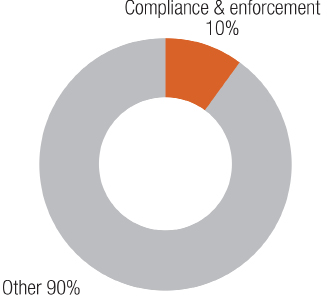 Compliance & enforcement
10%
Other 90%